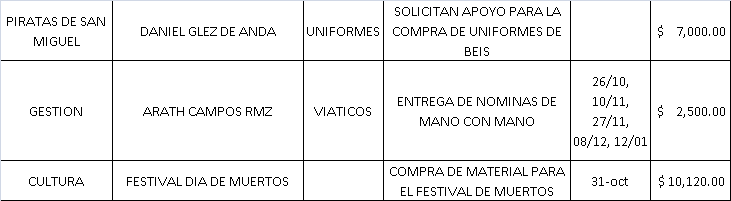 PIRATAS DE SAN
MIGUEL
DANIEL GLEZ DE ANDA
UNIFORMES
SOLICITAN APOYO PARA LA
COMPRA DE UNIFORMES DE
BEIS
$ 7,000.00
GESTION
ARATH CAMPOS RMZ
VIATICOS
ENTREGA DE NOMINAS DE
MANO CON MANO
26/10,
10/11,
27/11,
08/12, 12/01
$ 2,500.00
CULTURA
FESTIVAL DIA DE MUERTOS
COMPRA DE MATERIAL PARA
EL FESTIVAL DE MUERTOS
31-oct
$ 10,120.00